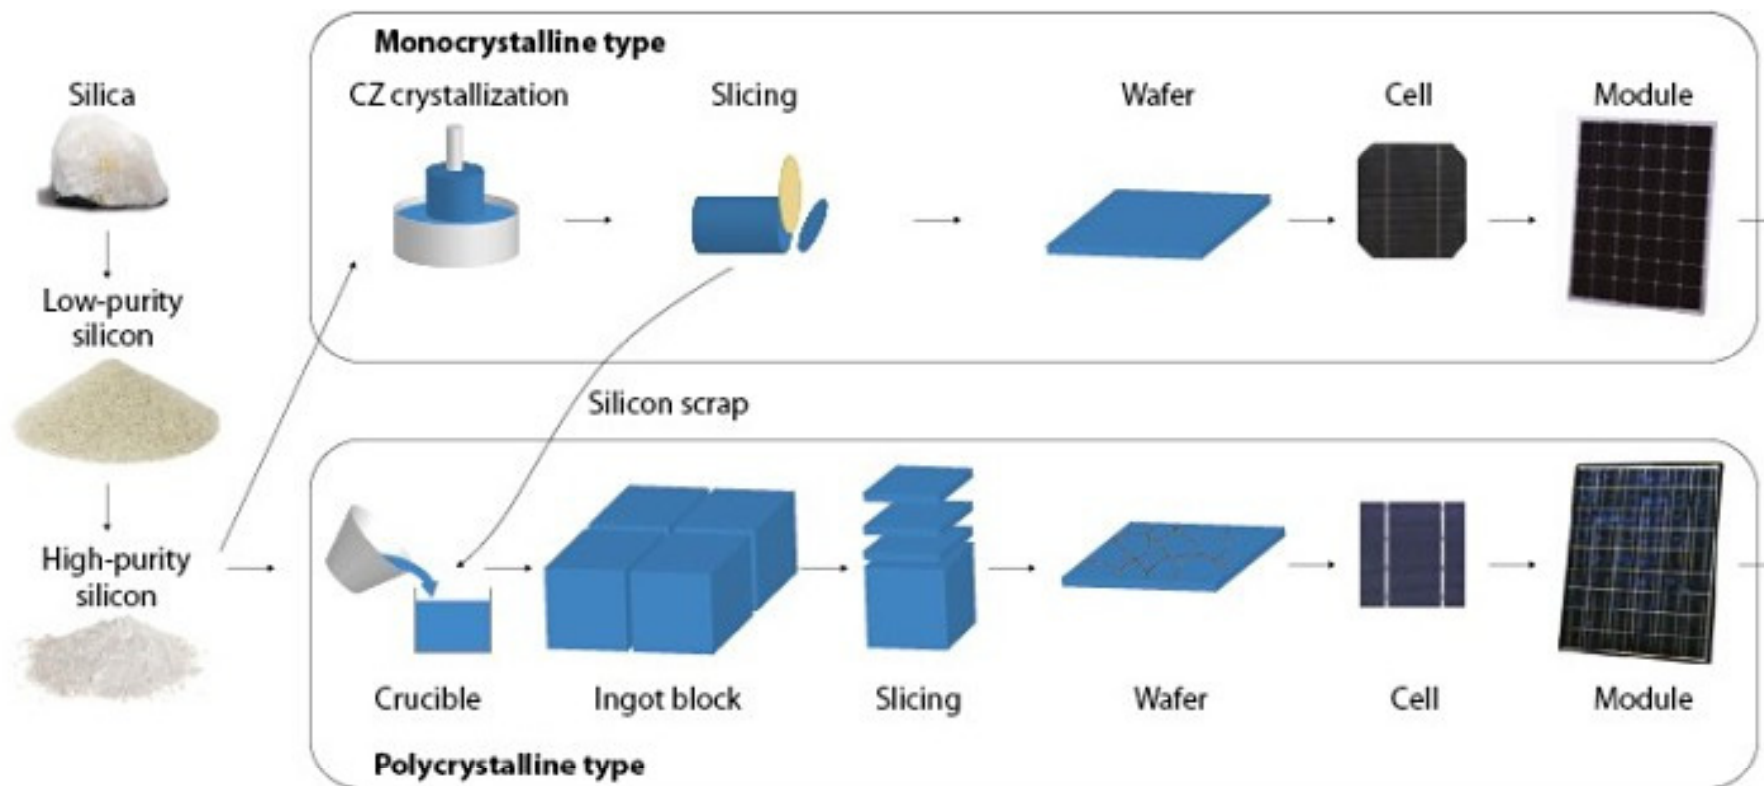 Monocrystalline type
Silica
CZ crystallization
Slicing
Wafer
Cell
Module
Low-purity
silicon
Silicon scrap
High-purity
silicon
Crucible
Ingot block
Slicing
Wafer
Cell
Module
Polycrystalline type